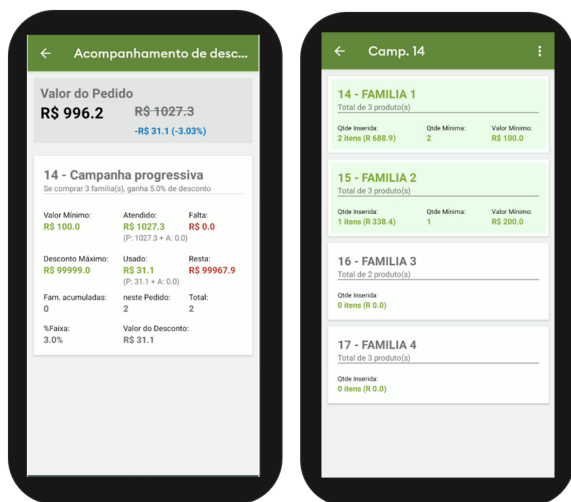 Acompanhamento de desc...
Valor do Pedido
R$ 996.2 R$ 1027.3
-R$ 31.1 (-3.03%)
14 - Campanha progressiva
Se comprar 3 família(s), ganha 5.0% de desconto
Valor Mínimo: Atendido: Falta:
R$ 100.0 R$ 1027.3 R$ 0.0
(P: 1027.3 + A: 0.0)
Desconto Máximo: Usado: Resta:
R$ 99999.0 R$ 31.1 R$ 99967.9
(P: 31.1 + A: 0.0)
Fam. acumuladas: neste Pedido: Total:
0 2 2
%Faixa: Valor do Desconto:
3.0% R$ 31.1
Camp. 14
14 - FAMILIA 1
Total de 3 produto(s)
Qtde Inserida: Qtde Mínima: Valor Mínimo:
2 itens (R 688.9) 2 R$ 100.0
15 - FAMILIA 2
Total de 3 produto(s)
Qtde Inserida: Qtde Mínima: Valor Mínimo:
1 itens (R 338.4) 1 R$ 200.0
16 - FAMILIA 3
Total de 2 produto(s)
Qtde Inserida:
0 itens (R 0.0)
17 - FAMILIA 4
Total de 3 produto(s)
Qtde Inserida:
0 itens (R 0.0)